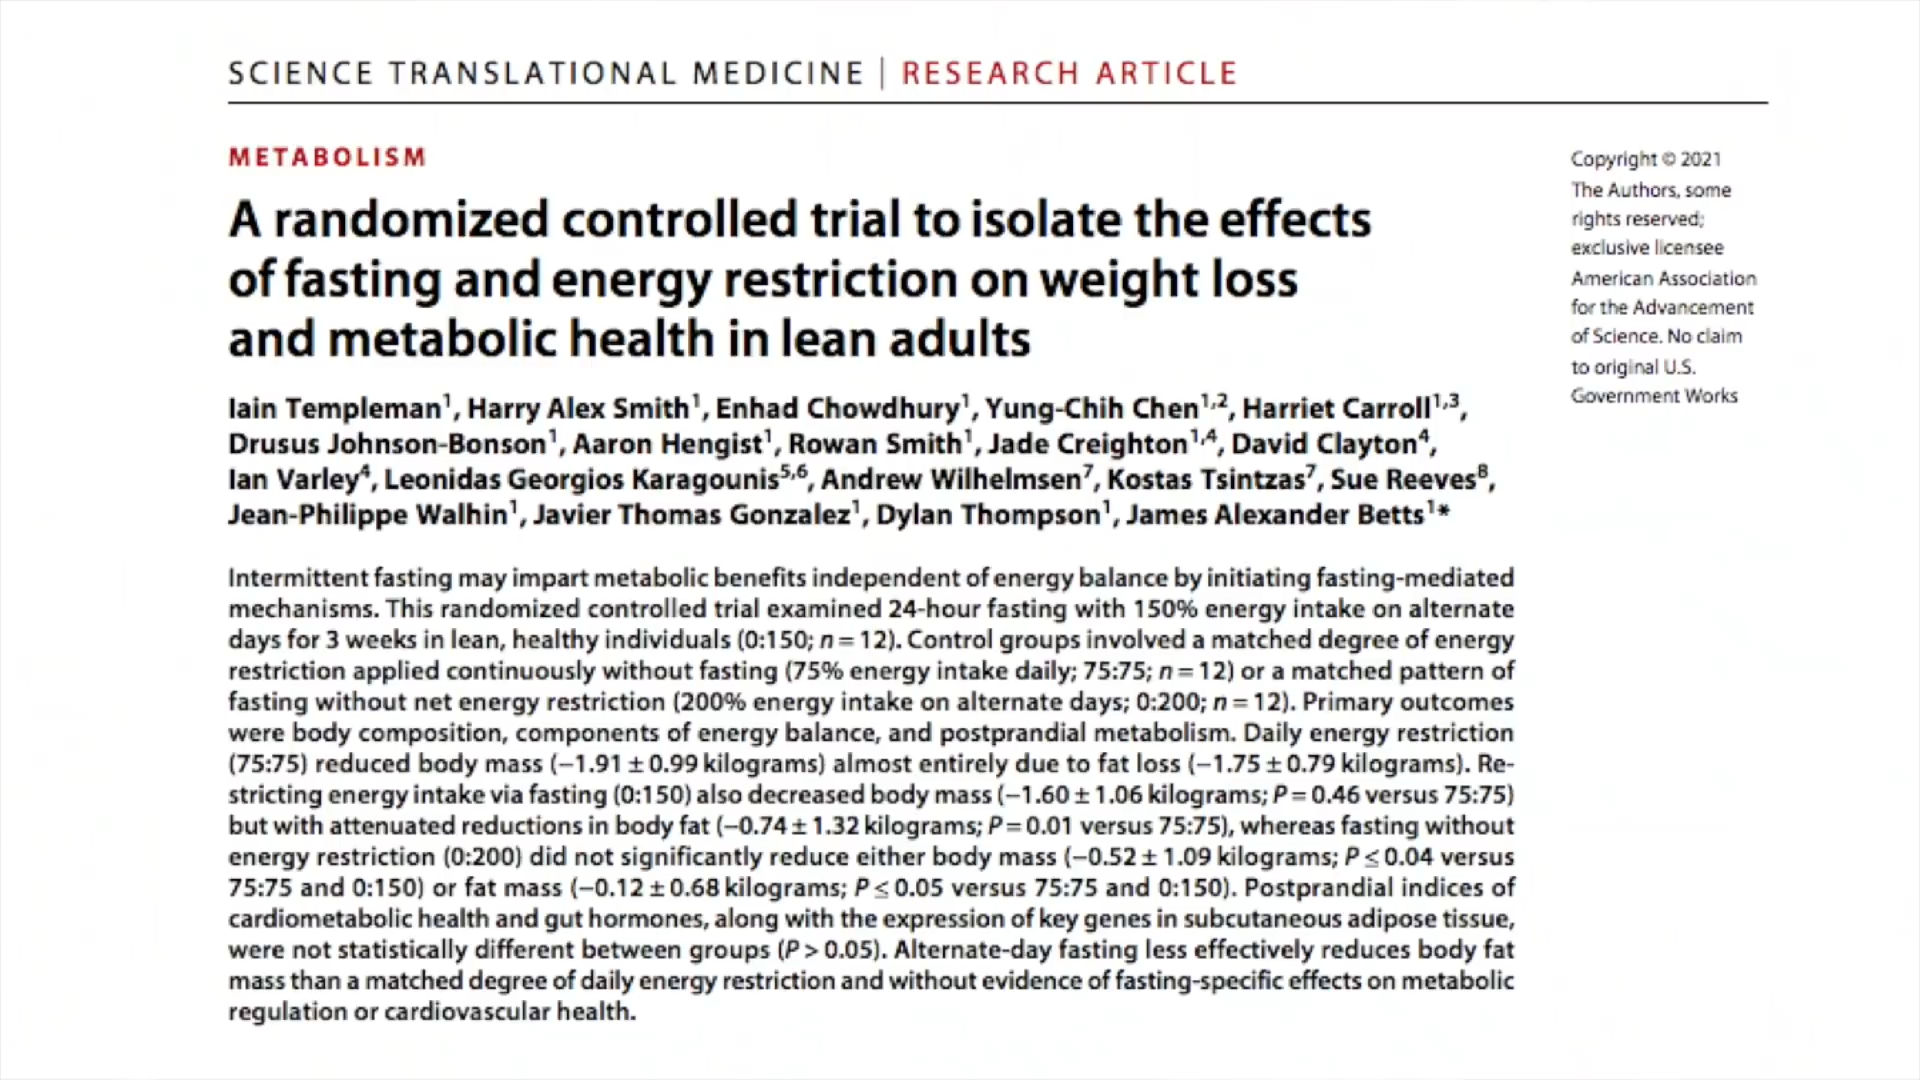 SCIENCE TRANSLATIONAL MEDICINE | RESEARCH ARTICLE
METABOLISM
A randomized controlled trial to isolate the effects
of fasting and energy restriction on weight loss
and metabolic health in lean adults
Iain Templeman¹, Harry Alex Smith¹, Enhad Chowdhury¹, Yung-Chih Chen¹,², Harriet Carroll¹,³,
Drusus Johnson-Bonson¹, Aaron Hengist¹, Rowan Smith¹, Jade Creighton¹,⁴, David Clayton⁴,
Ian Varley⁴, Leonidas Georgios Karagounis⁵,⁶, Andrew Wilhelmsen⁷, Kostas Tsintzas⁷, Sue Reeves⁸,
Jean-Philippe Walhin¹, Javier Thomas Gonzalez¹, Dylan Thompson¹, James Alexander Betts¹*
Intermittent fasting may impart metabolic benefits independent of energy balance by initiating fasting-mediated
mechanisms. This randomized controlled trial examined 24-hour fasting with 150% energy intake on alternate
days for 3 weeks in lean, healthy individuals (0:150; n = 12). Control groups involved a matched degree of energy
restriction applied continuously without fasting (75% energy intake daily; 75:75; n = 12) or a matched pattern of
fasting without net energy restriction (200% energy intake on alternate days; 0:200; n = 12). Primary outcomes
were body composition, components of energy balance, and postprandial metabolism. Daily energy restriction
(75:75) reduced body mass (−1.91 ± 0.99 kilograms) almost entirely due to fat loss (−1.75 ± 0.79 kilograms). Re-
stricting energy intake via fasting (0:150) also decreased body mass (−1.60 ± 1.06 kilograms; P = 0.46 versus 75:75)
but with attenuated reductions in body fat (−0.74 ± 1.32 kilograms; P = 0.01 versus 75:75), whereas fasting without
energy restriction (0:200) did not significantly reduce either body mass (−0.52 ± 1.09 kilograms; P ≤ 0.04 versus
75:75 and 0:150) or fat mass (−0.12 ± 0.68 kilograms; P ≤ 0.05 versus 75:75 and 0:150). Postprandial indices of
cardiometabolic health and gut hormones, along with the expression of key genes in subcutaneous adipose tissue,
were not statistically different between groups (P > 0.05). Alternate-day fasting less effectively reduces body fat
mass than a matched degree of daily energy restriction and without evidence of fasting-specific effects on metabolic
regulation or cardiovascular health.
Copyright © 2021
The Authors, some
rights reserved;
exclusive licensee
American Association
for the Advancement
of Science. No claim
to original U.S.
Government Works